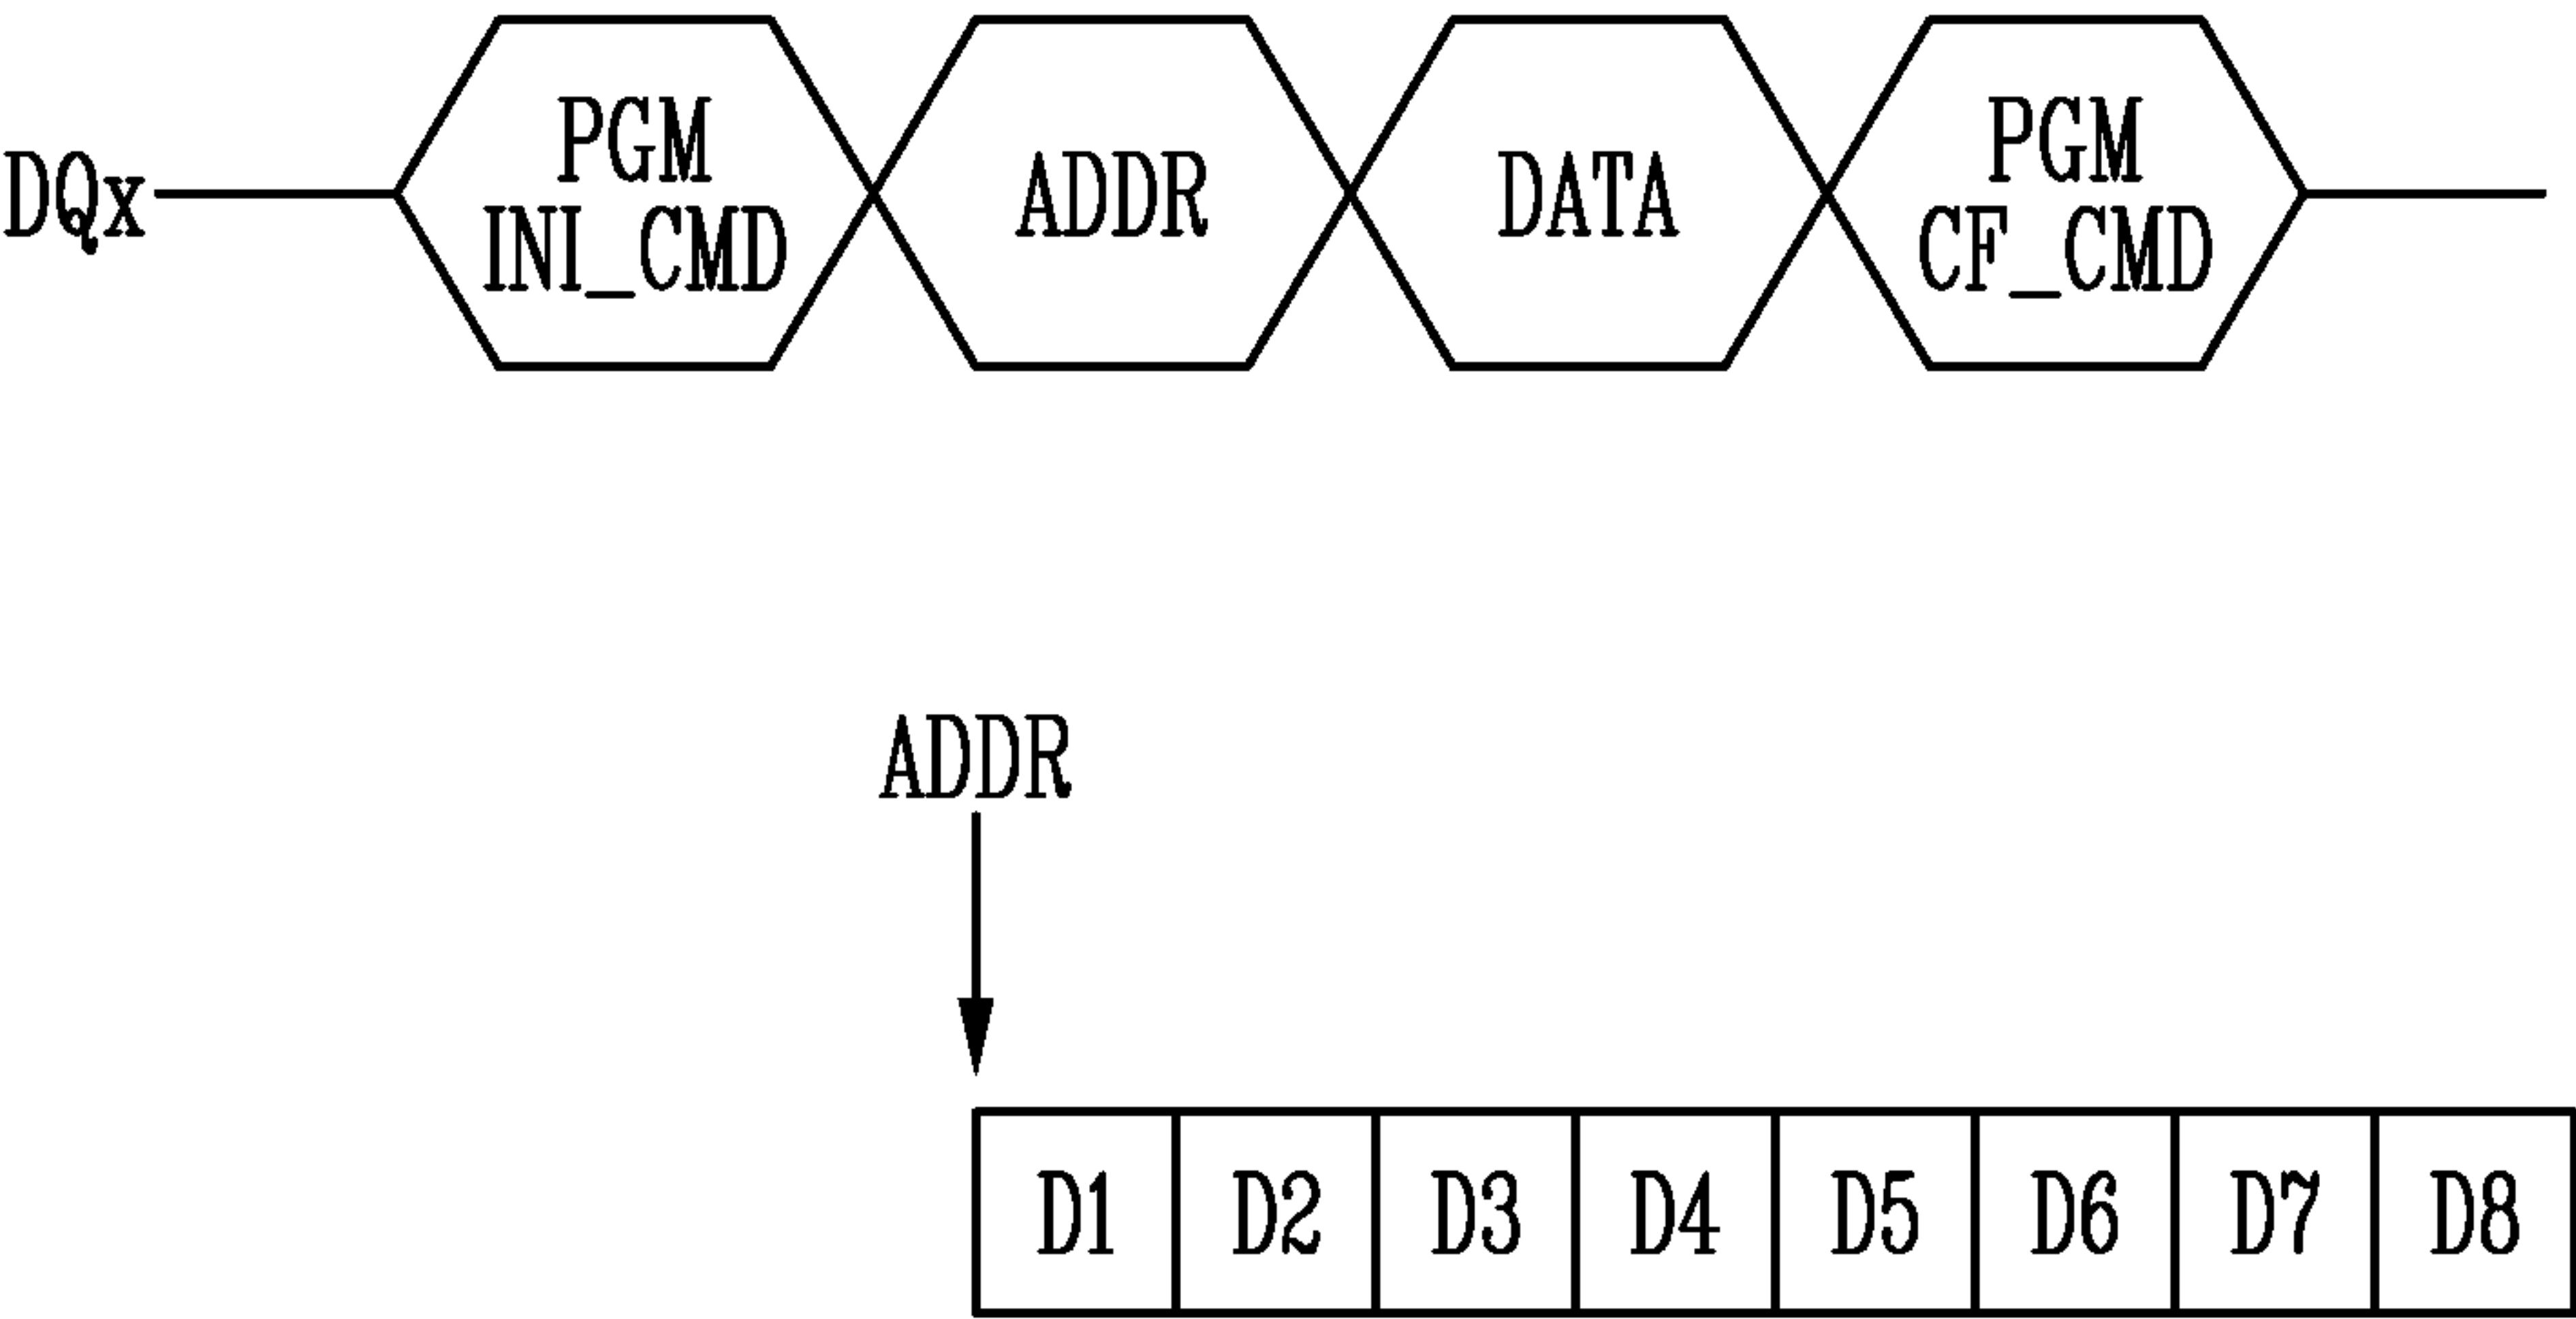 DQx
PGM
INI_CMD
ADDR
DATA
PGM
CF_CMD
ADDR
D1 D2 D3 D4 D5 D6 D7 D8